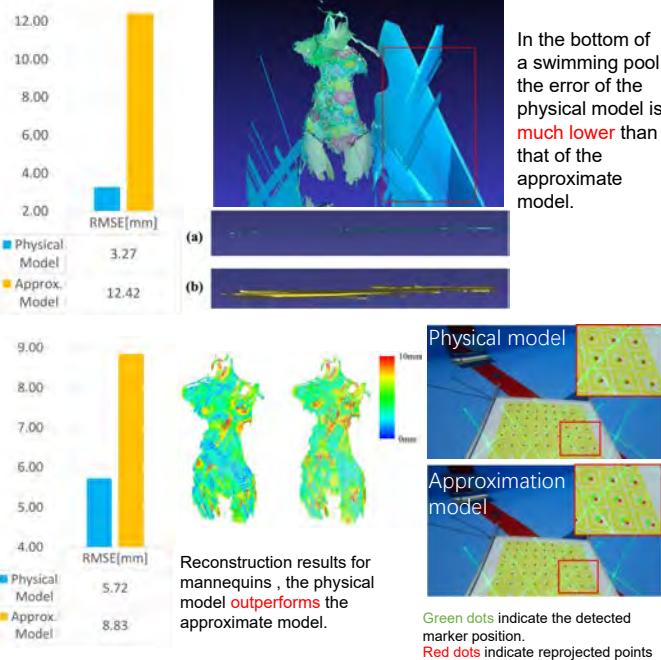 12.00
10.00
8.00
6.00
4.00
2.00
RMSE[mm]
Physical
Model
3.27
Approx.
Model
12.42
(a)
(b)
In the bottom of
a swimming pool
the error of the
physical model is
much lower than
that of the
approximate
model.
9.00
8.00
7.00
6.00
5.00
4.00
RMSE[mm]
Physical
Model
5.72
Approx.
Model
8.83
10mm
0mm
Reconstruction results for
mannequins , the physical
model outperforms the
approximate model.
Physical model
Approximation
model
Green dots indicate the detected
marker position.
Red dots indicate reprojected points